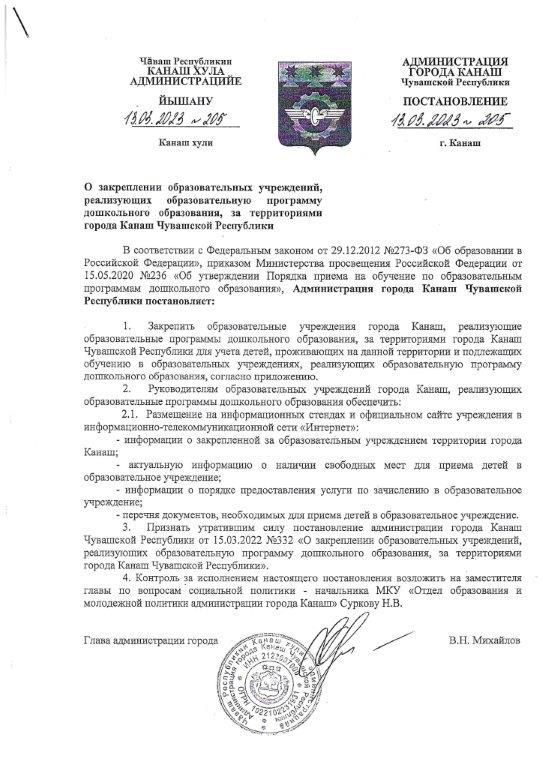 Чăваш Республикин
КАНАШ ХУЛА
АДМИНИСТРАЦИЙĚ
ЙЫШĂНУ
13.03.2023 № 205
Канаш хули
АДМИНИСТРАЦИЯ
ГОРОДА КАНАШ
Чувашской Республики
ПОСТАНОВЛЕНИЕ
13.03.2023 № 205
г. Канаш
О закреплении образовательных учреждений,
реализующих образовательную программу
дошкольного образования, за территориями
города Канаш Чувашской Республики
В соответствии с Федеральным законом от 29.12.2012 №273-ФЗ «Об образовании в
Российской Федерации», приказом Министерства просвещения Российской Федерации от
15.05.2020 №236 «Об утверждении Порядка приема на обучение по образовательным
программам дошкольного образования», Администрация города Канаш Чувашской
Республики постановляет:
1. Закрепить образовательные учреждения города Канаш, реализующие
образовательные программы дошкольного образования, за территориями города Канаш
Чувашской Республики для учета детей, проживающих на данной территории и подлежащих
обучению в образовательных учреждениях, реализующих образовательную программу
дошкольного образования, согласно приложению.
2. Руководителям образовательных учреждений города Канаш, реализующих
образовательные программы дошкольного образования обеспечить:
2.1. Размещение на информационных стендах и официальном сайте учреждения в
информационно-телекоммуникационной сети «Интернет»:
- информации о закрепленной за образовательным учреждением территории города
Канаш;
- актуальную информацию о наличии свободных мест для приема детей в
образовательное учреждение;
- информации о порядке предоставления услуги по зачислению в образовательное
учреждение;
- перечня документов, необходимых для приема детей в образовательное учреждение.
3. Признать утратившим силу постановление администрации города Канаш
Чувашской Республики от 15.03.2022 №332 «О закреплении образовательных учреждений,
реализующих образовательную программу дошкольного образования, за территориями
города Канаш Чувашской Республики».
4. Контроль за исполнением настоящего постановления возложить на заместителя
главы по вопросам социальной политики - начальника МКУ «Отдел образования и
молодежной политики администрации города Канаш» Суркову Н.В.
Глава администрации города
В.Н. Михайлов